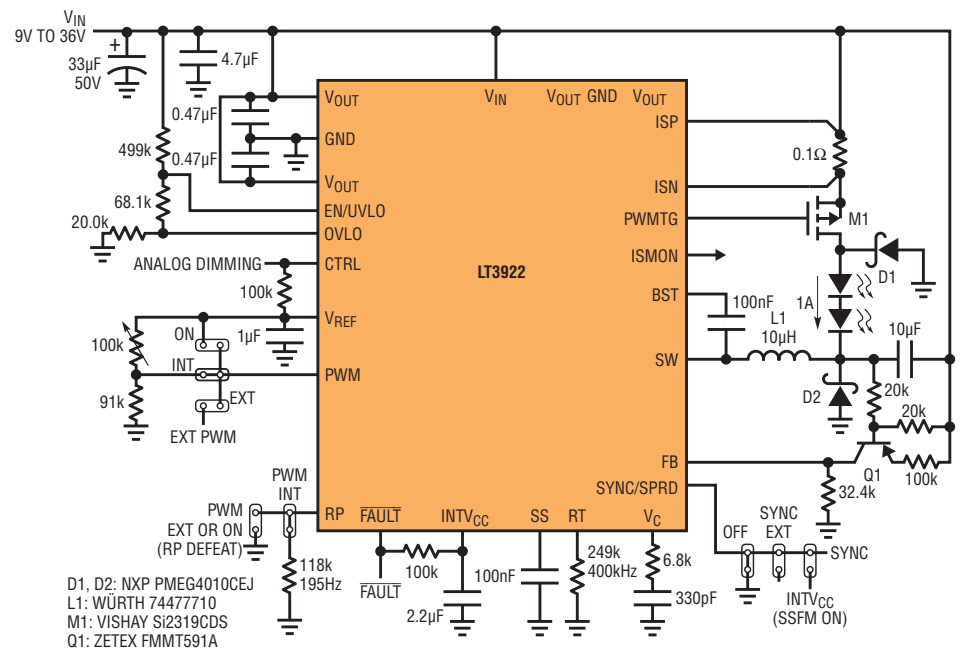 VIN
9V TO 36V
+
33µF
50V
4.7µF
0.47µF
0.47µF
499k
68.1k
20.0k
VOUT
GND
VOUT
EN/UVLO
OVLO
VIN
VOUT GND
VOUT
ISP
ISN
PWMTG
ISMON
BST
SW
LT3922
0.1Ω
M1
D1
1A
100nF
L1
10µH
10µF
D2
20k
20k
Q1
100k
32.4k
ANALOG DIMMING
CTRL
100k
VREF
1µF
100k
ON
INT
PWM
91k
EXT
EXT PWM
FB
SYNC/SPRD
PWM
INT
PWM
EXT OR ON
(RP DEFEAT)
RP
FAULT
INTVCC
SS
RT
VC
118k
195Hz
100k
FAULT
2.2µF
100nF
249k
400kHz
6.8k
330pF
OFF
SYNC
EXT
SYNC
INTVCC
(SSFM ON)
D1, D2: NXP PMEG4010CEJ
L1: WÜRTH 74477710
M1: VISHAY Si2319CDS
Q1: ZETEX FMMT591A